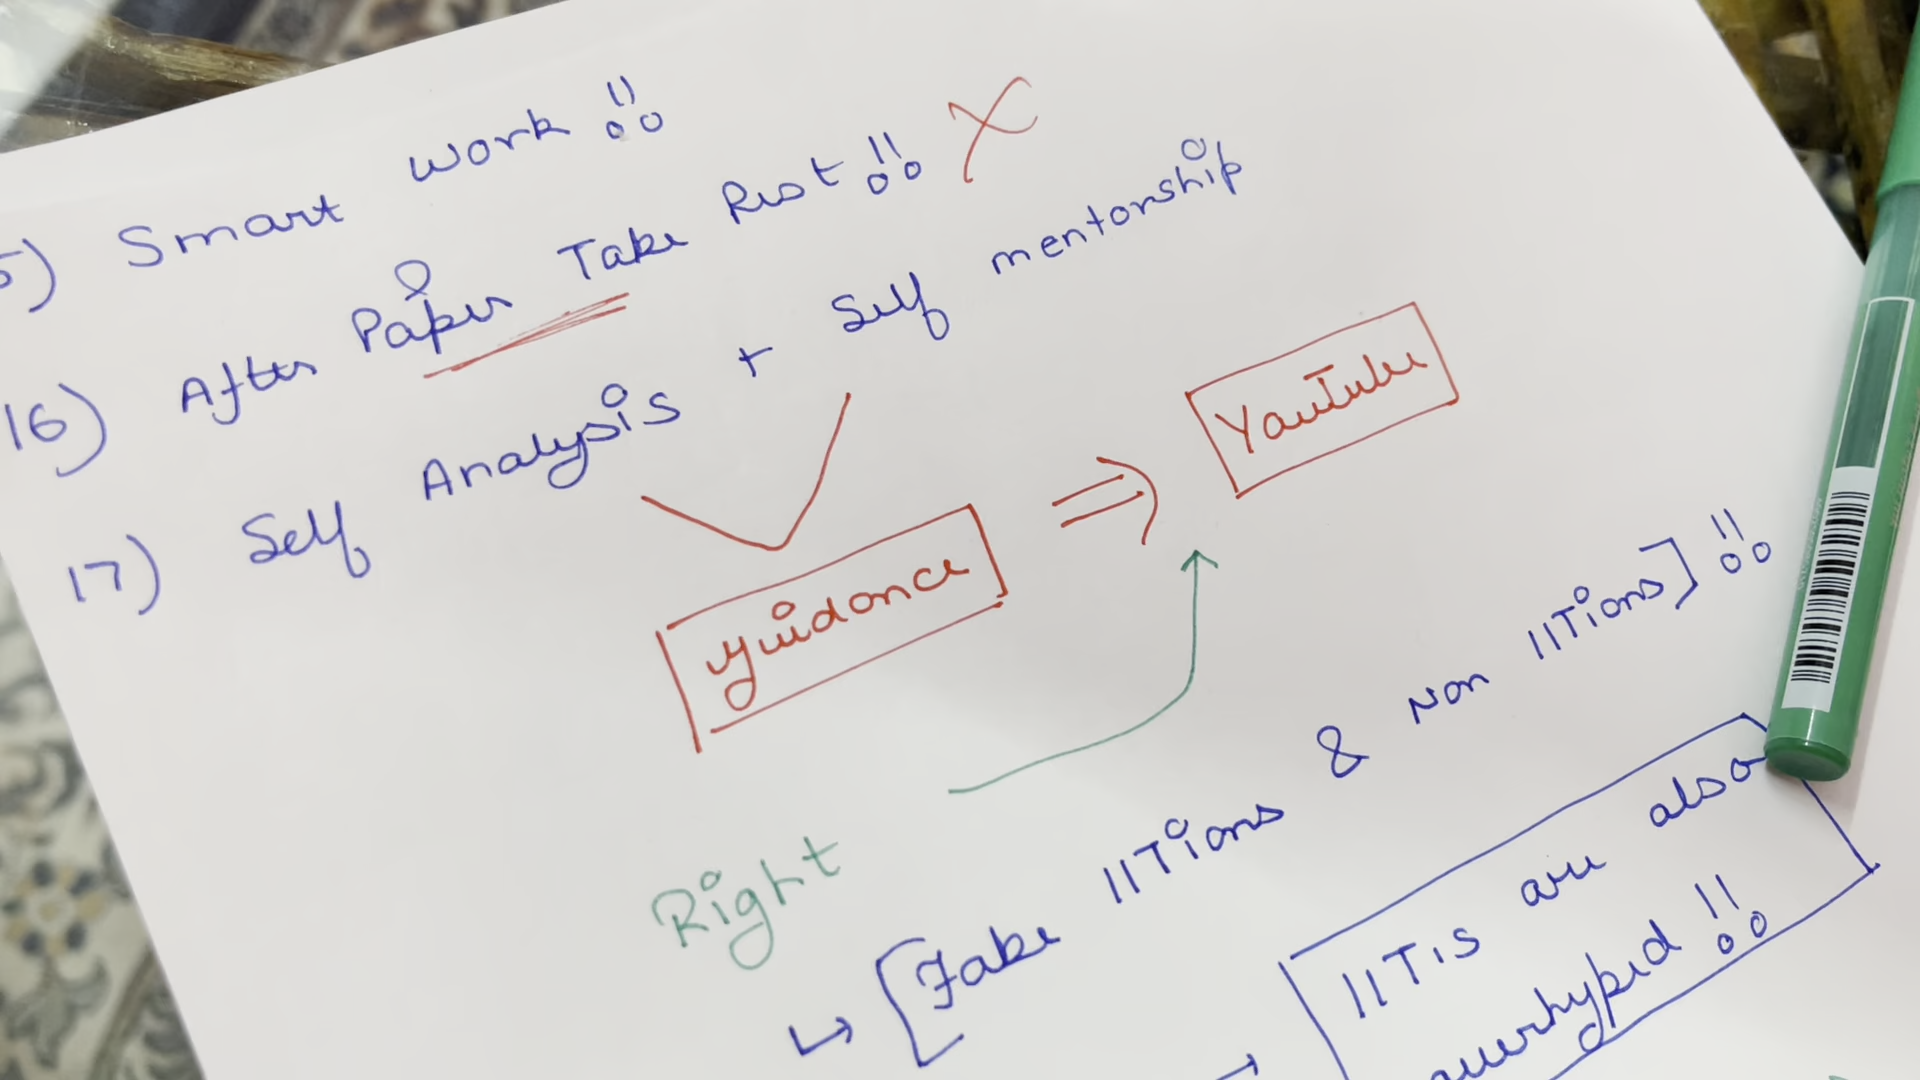 5) Smart Work !!
16) After Paper Take Rest !! X
17) Self Analysis + Self mentorship
guidance ⇒ YouTube
Right
↳ [Fake IITians & Non IITians] !!
→ IITs are also
overhyped !!